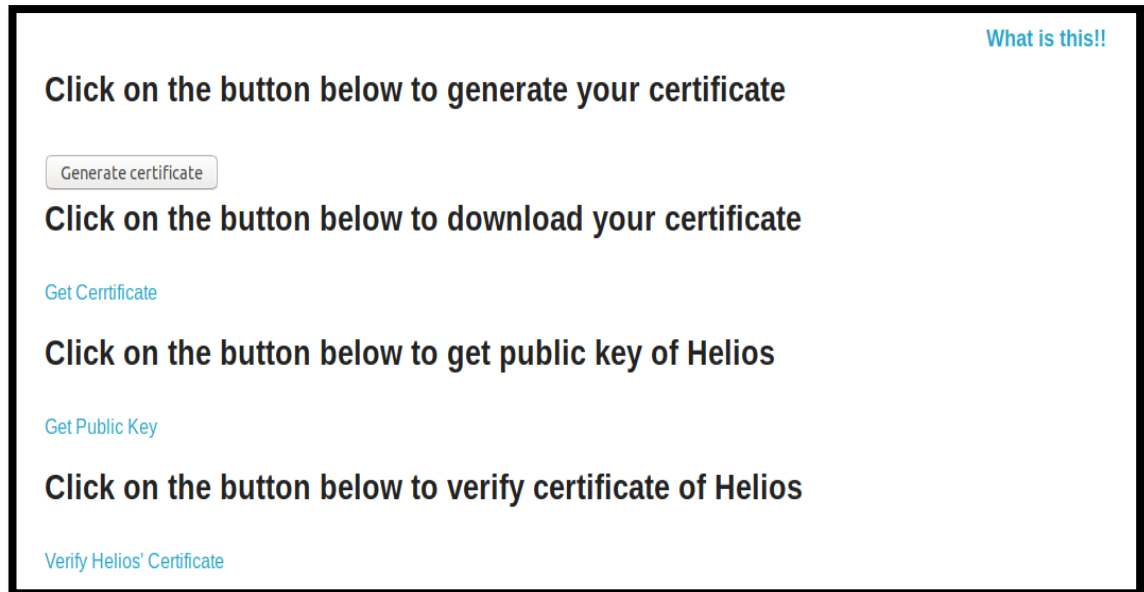 What is this!!
Click on the button below to generate your certificate
Generate certificate
Click on the button below to download your certificate
Get Cerrtificate
Click on the button below to get public key of Helios
Get Public Key
Click on the button below to verify certificate of Helios
Verify Helios' Certificate